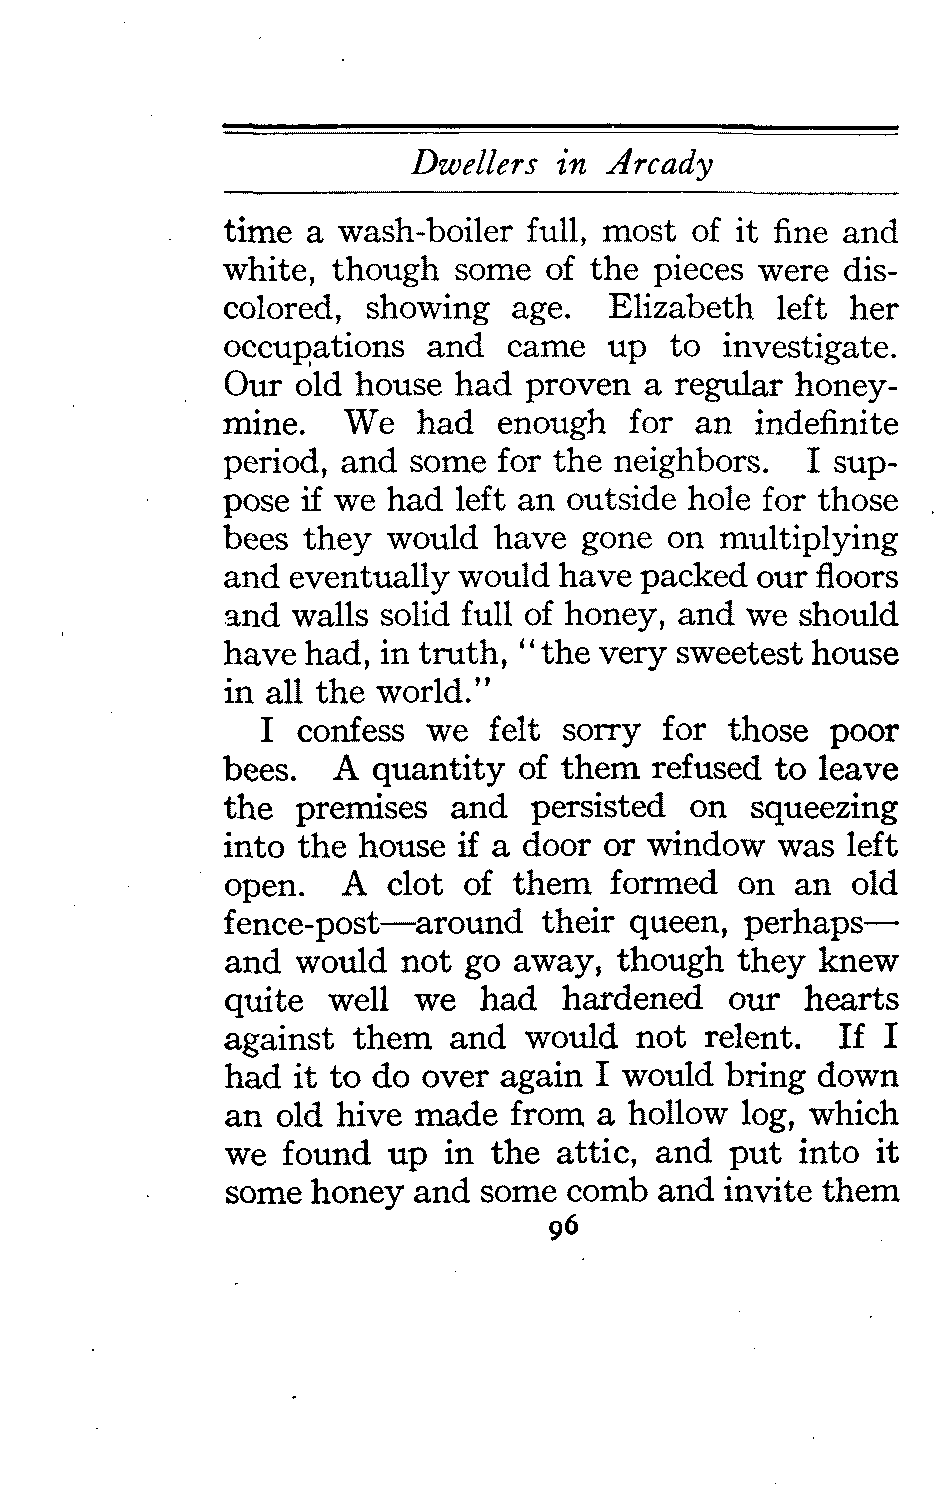 Dwellers in Arcady
time a wash-boiler full, most of it fine and
white, though some of the pieces were dis-
colored, showing age. Elizabeth left her
occupations and came up to investigate.
Our old house had proven a regular honey-
mine. We had enough for an indefinite
period, and some for the neighbors. I sup-
pose if we had left an outside hole for those
bees they would have gone on multiplying
and eventually would have packed our floors
and walls solid full of honey, and we should
have had, in truth, "the very sweetest house
in all the world."
I confess we felt sorry for those poor
bees. A quantity of them refused to leave
the premises and persisted on squeezing
into the house if a door or window was left
open. A clot of them formed on an old
fence-post—around their queen, perhaps—
and would not go away, though they knew
quite well we had hardened our hearts
against them and would not relent. If I
had it to do over again I would bring down
an old hive made from a hollow log, which
we found up in the attic, and put into it
some honey and some comb and invite them
96